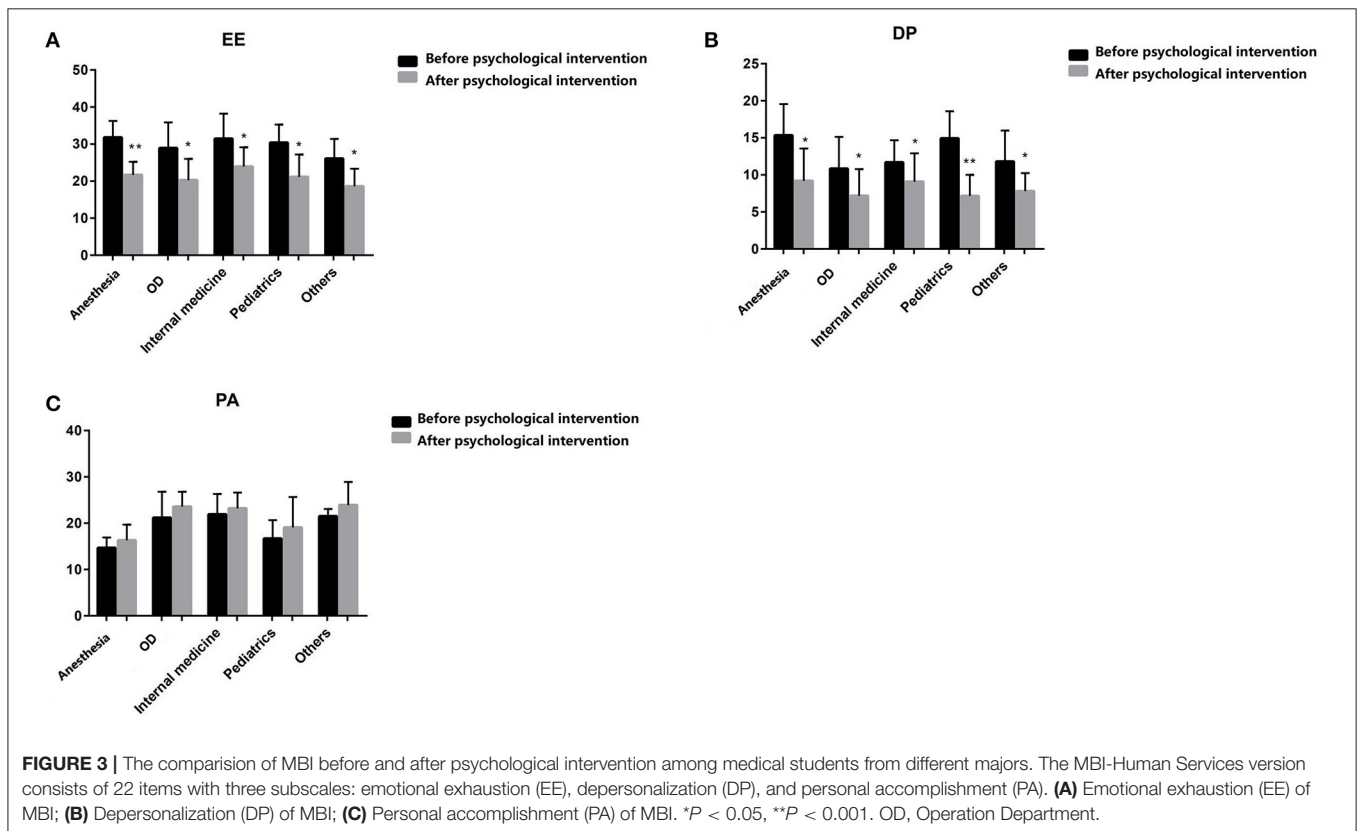 A
EE
Before psychological intervention
After psychological intervention
50
40
30
20
10
0
**
*
*
*
*
Anesthesia
OD
Internal medicine
Pediatrics
Others
B
DP
Before psychological intervention
After psychological intervention
25
20
15
10
5
0
*
*
*
**
*
Anesthesia
OD
Internal medicine
Pediatrics
Others
C
PA
Before psychological intervention
After psychological intervention
40
30
20
10
0
Anesthesia
OD
Internal medicine
Pediatrics
Others
FIGURE 3 | The comparision of MBI before and after psychological intervention among medical students from different majors. The MBI-Human Services version
consists of 22 items with three subscales: emotional exhaustion (EE), depersonalization (DP), and personal accomplishment (PA). (A) Emotional exhaustion (EE) of
MBI; (B) Depersonalization (DP) of MBI; (C) Personal accomplishment (PA) of MBI. *P < 0.05, **P < 0.001. OD, Operation Department.